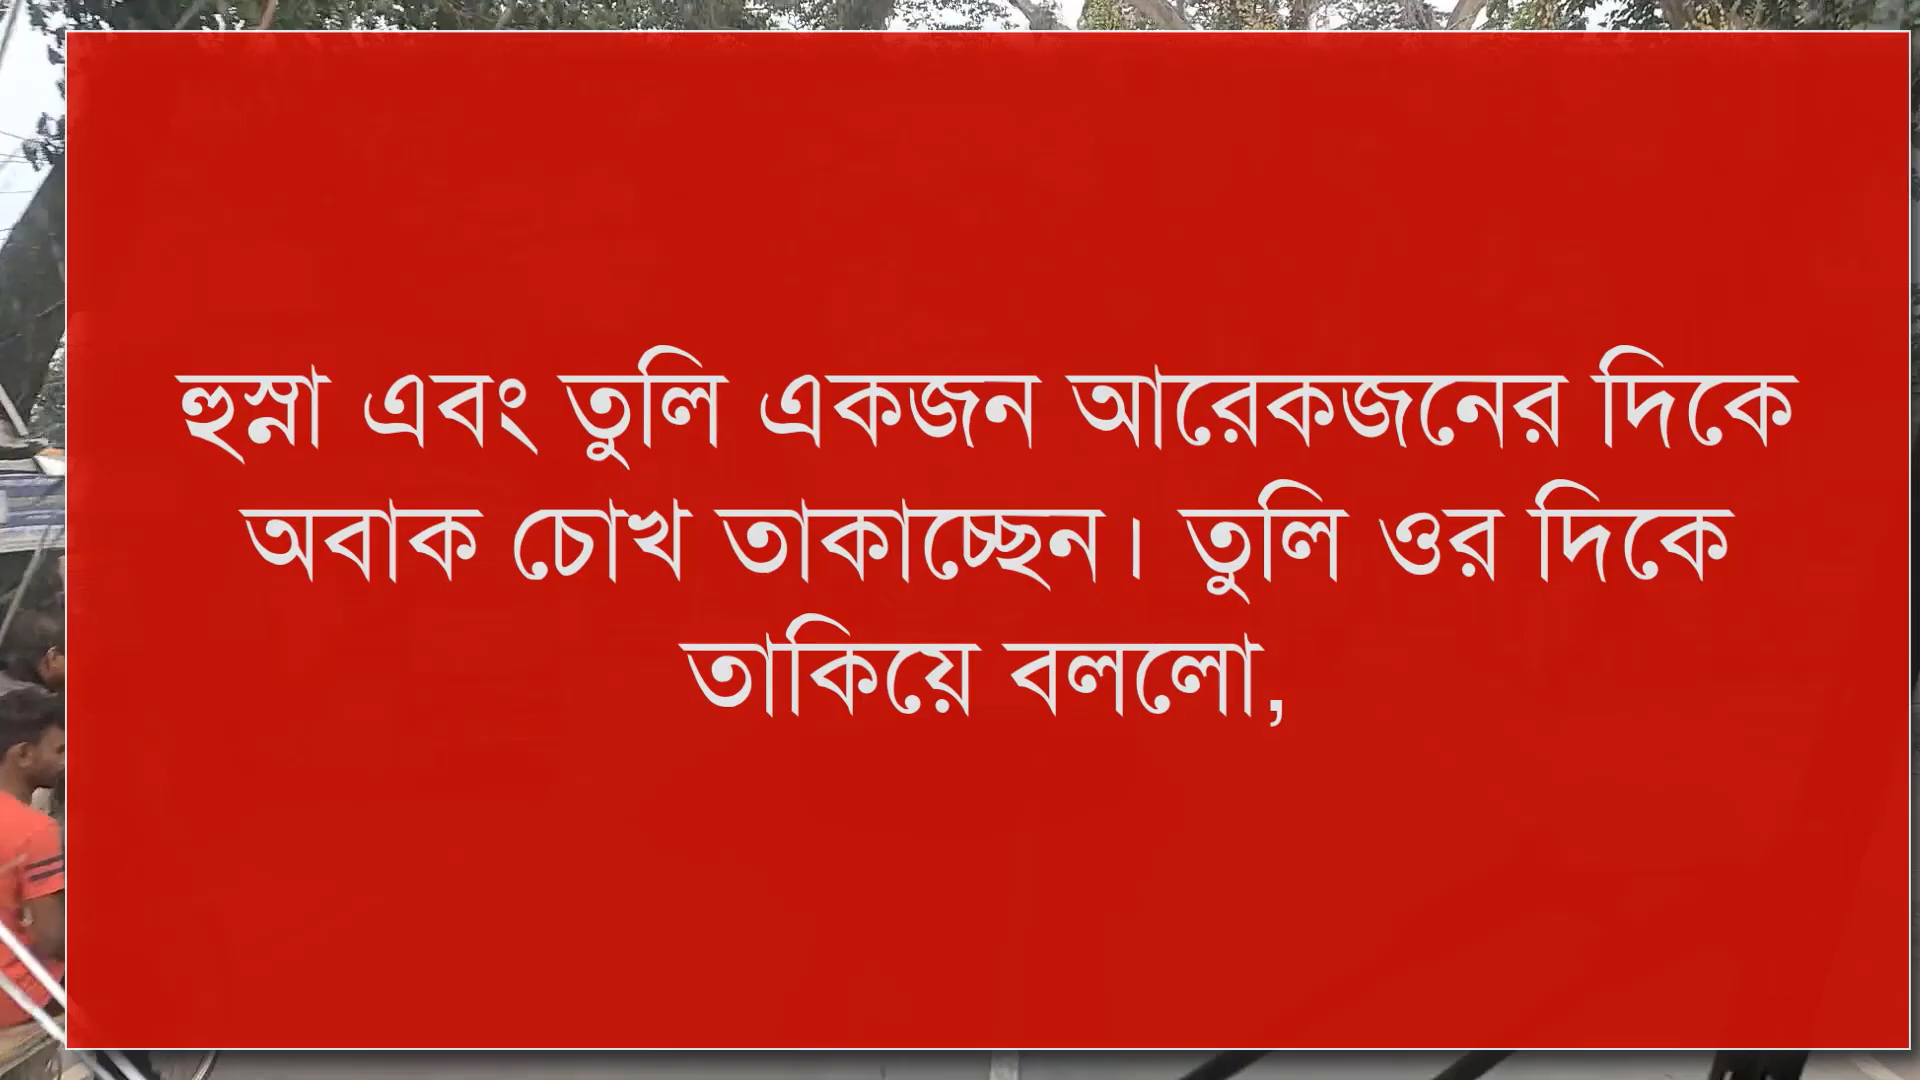 হুস্না এবং তুলি একজন আরেকজনের দিকে
অবাক চোখ তাকাচ্ছেন। তুলি ওর দিকে
তাকিয়ে বললো,